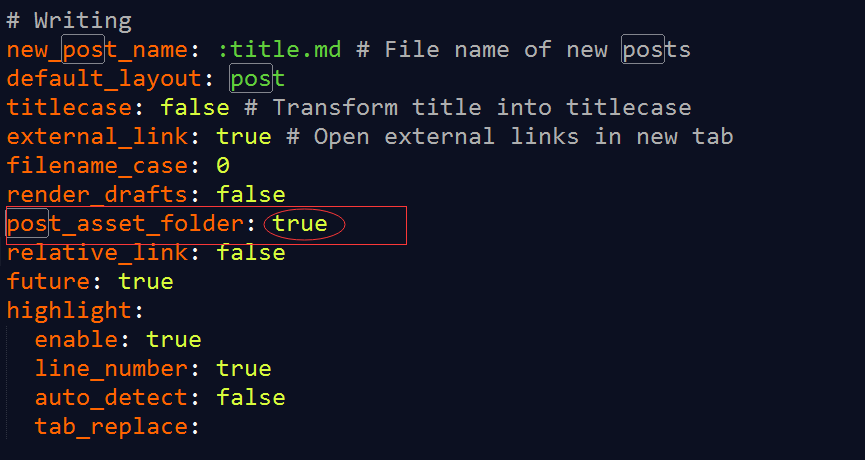 # Writing
new_post_name: :title.md # File name of new posts
default_layout: post
titlecase: false # Transform title into titlecase
external_link: true # Open external links in new tab
filename_case: 0
render_drafts: false
post_asset_folder: true
relative_link: false
future: true
highlight:
  enable: true
  line_number: true
  auto_detect: false
  tab_replace: